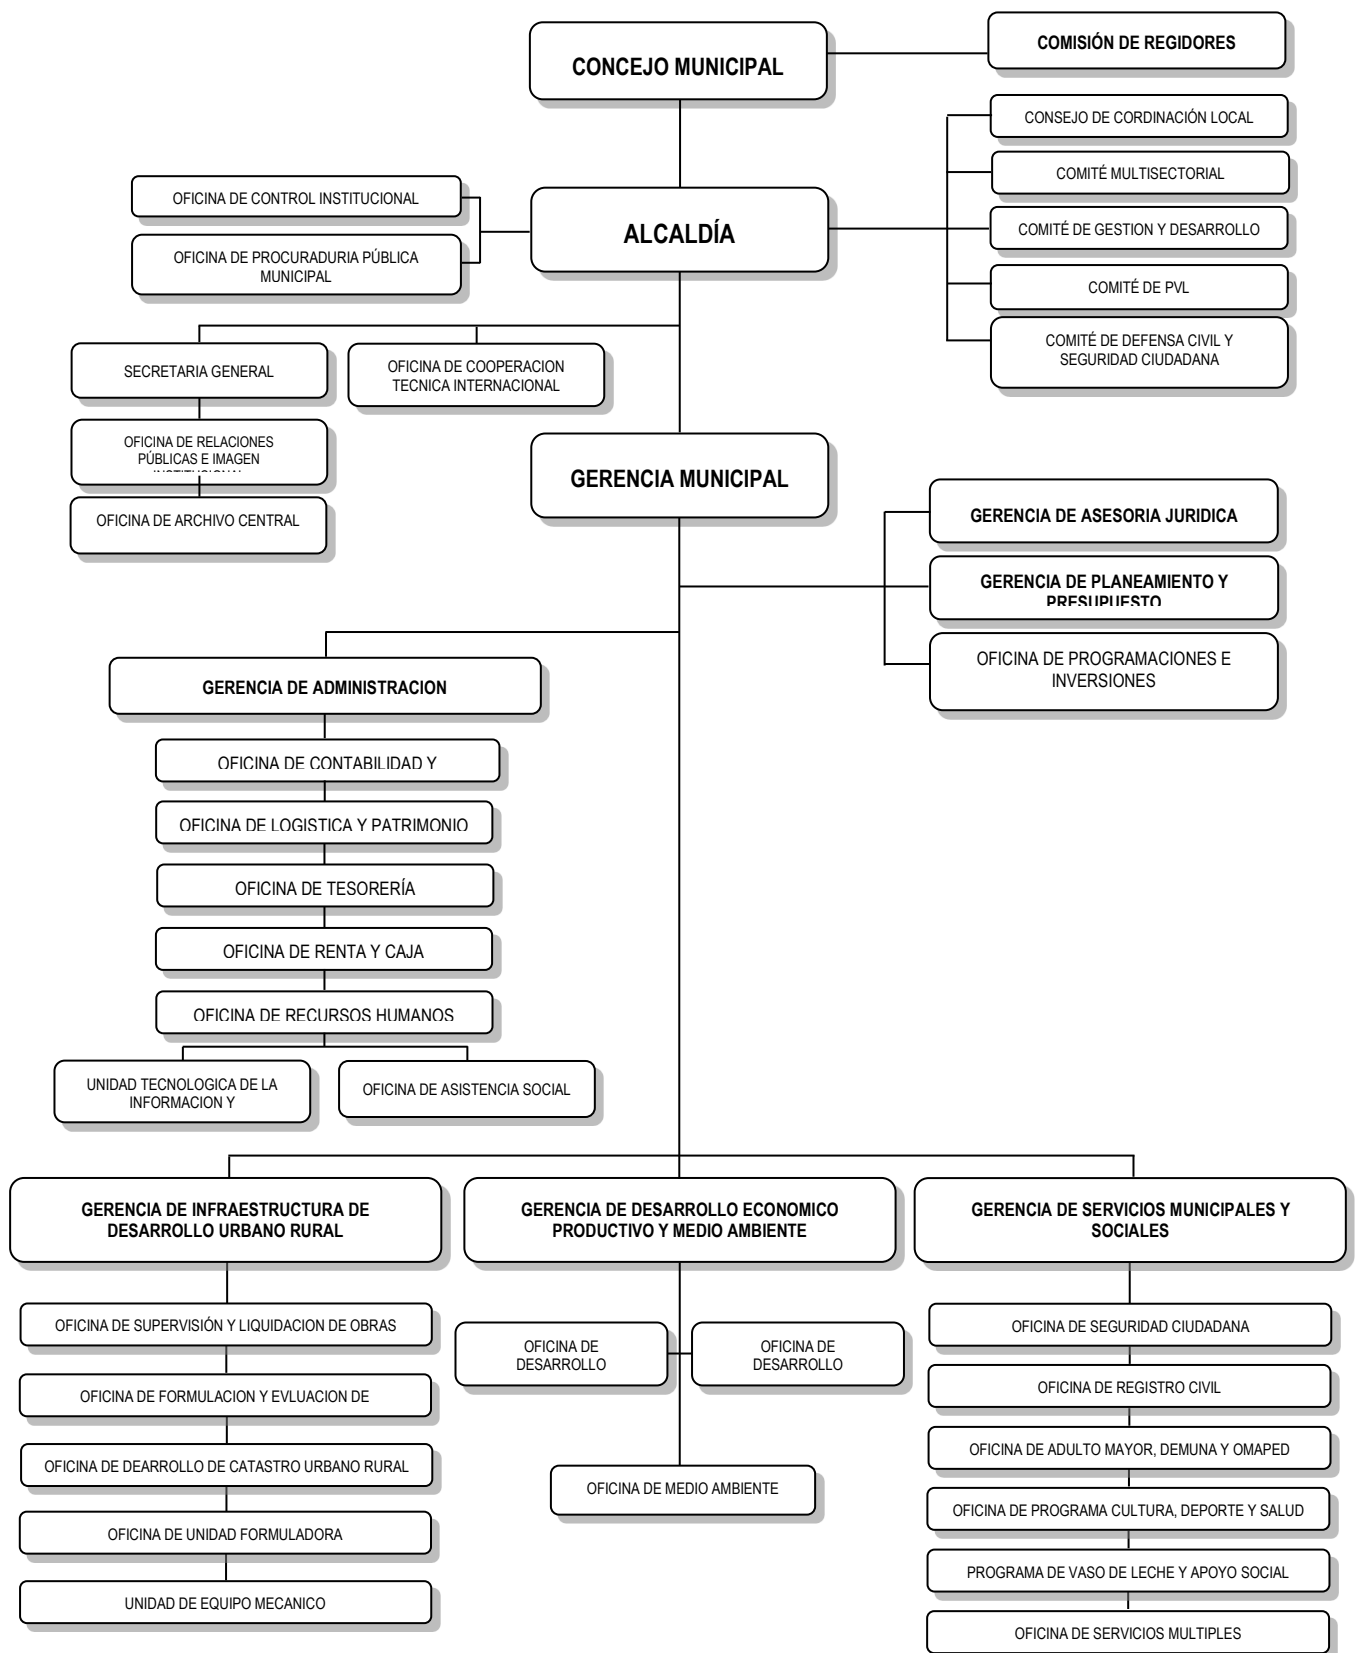 CONCEJO MUNICIPAL
COMISIÓN DE REGIDORES
CONSEJO DE CORDINACIÓN LOCAL
COMITÉ MULTISECTORIAL
COMITÉ DE GESTION Y DESARROLLO
COMITÉ DE PVL
COMITÉ DE DEFENSA CIVIL Y
SEGURIDAD CIUDADANA
OFICINA DE CONTROL INSTITUCIONAL
OFICINA DE PROCURADURIA PÚBLICA
MUNICIPAL
ALCALDÍA
SECRETARIA GENERAL
OFICINA DE COOPERACION
TECNICA INTERNACIONAL
OFICINA DE RELACIONES
PÚBLICAS E IMAGEN
INSTITUCIONAL
OFICINA DE ARCHIVO CENTRAL
GERENCIA MUNICIPAL
GERENCIA DE ASESORIA JURIDICA
GERENCIA DE PLANEAMIENTO Y
PRESUPUESTO
OFICINA DE PROGRAMACIONES E
INVERSIONES
GERENCIA DE ADMINISTRACION
OFICINA DE CONTABILIDAD Y
OFICINA DE LOGISTICA Y PATRIMONIO
OFICINA DE TESORERÍA
OFICINA DE RENTA Y CAJA
OFICINA DE RECURSOS HUMANOS
UNIDAD TECNOLOGICA DE LA
INFORMACION Y
OFICINA DE ASISTENCIA SOCIAL
GERENCIA DE INFRAESTRUCTURA DE
DESARROLLO URBANO RURAL
OFICINA DE SUPERVISIÓN Y LIQUIDACION DE OBRAS
OFICINA DE FORMULACION Y EVLUACION DE
OFICINA DE DEARROLLO DE CATASTRO URBANO RURAL
OFICINA DE UNIDAD FORMULADORA
UNIDAD DE EQUIPO MECANICO
GERENCIA DE DESARROLLO ECONOMICO
PRODUCTIVO Y MEDIO AMBIENTE
OFICINA DE
DESARROLLO
OFICINA DE
DESARROLLO
OFICINA DE MEDIO AMBIENTE
GERENCIA DE SERVICIOS MUNICIPALES Y
SOCIALES
OFICINA DE SEGURIDAD CIUDADANA
OFICINA DE REGISTRO CIVIL
OFICINA DE ADULTO MAYOR, DEMUNA Y OMAPED
OFICINA DE PROGRAMA CULTURA, DEPORTE Y SALUD
PROGRAMA DE VASO DE LECHE Y APOYO SOCIAL
OFICINA DE SERVICIOS MULTIPLES